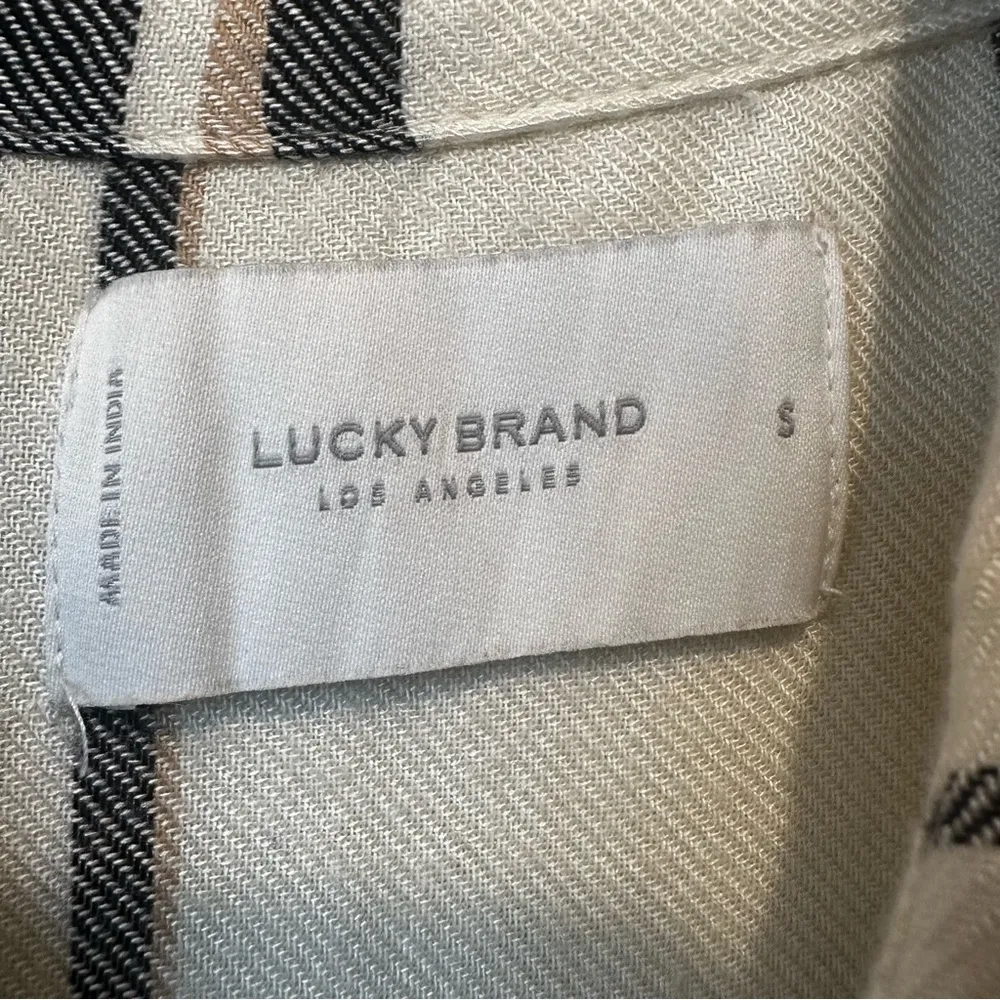 MADE IN INDIA
LUCKY BRAND
LOS ANGELES
S